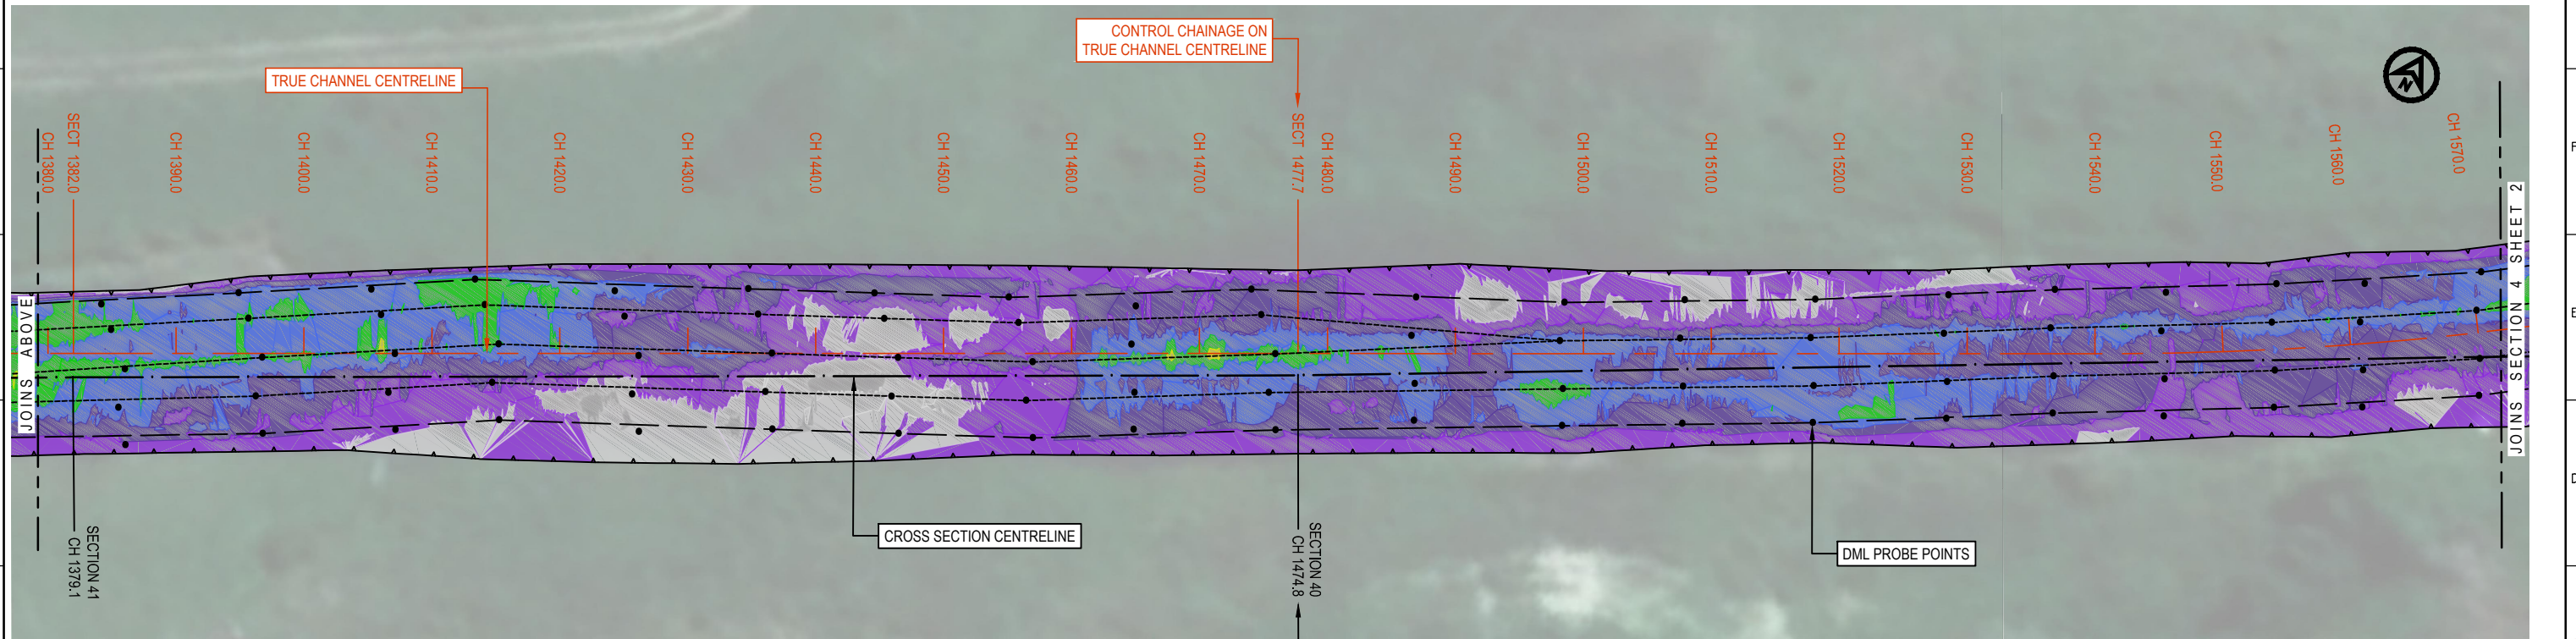 CONTROL CHAINAGE ON
TRUE CHANNEL CENTRELINE
TRUE CHANNEL CENTRELINE
N
CH 1380.0
SECT 1382.0
CH 1390.0
CH 1400.0
CH 1410.0
CH 1420.0
CH 1430.0
CH 1440.0
CH 1450.0
CH 1460.0
CH 1470.0
SECT 1477.7
CH 1480.0
CH 1490.0
CH 1500.0
CH 1510.0
CH 1520.0
CH 1530.0
CH 1540.0
CH 1550.0
CH 1560.0
CH 1570.0
JOINS ABOVE
JOINS SECTION 4 SHEET 2
SECTION 41
CH 1379.1
CROSS SECTION CENTRELINE
SECTION 40
CH 1474.8
DML PROBE POINTS
F
E
D